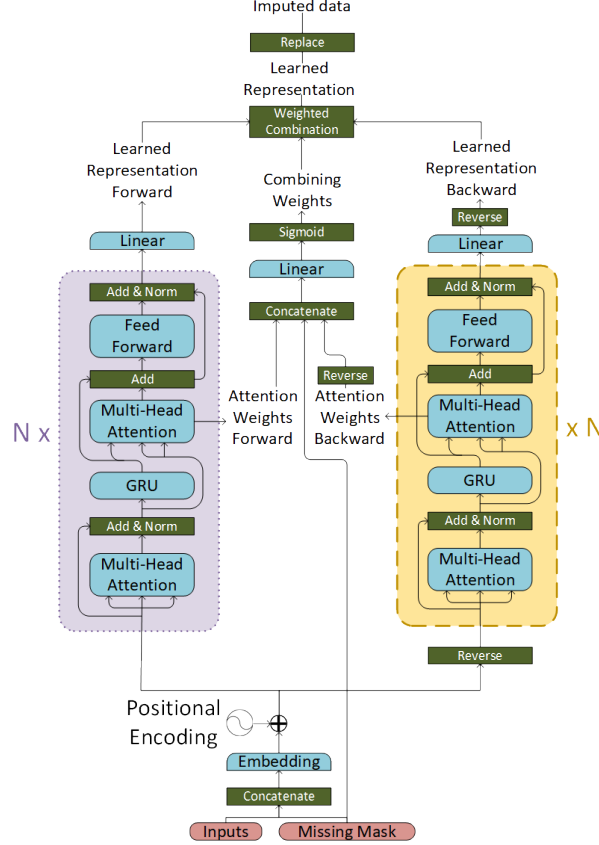 Imputed data
Replace
Learned
Representation
Weighted
Combination
Learned
Representation
Forward
Combining
Weights
Learned
Representation
Backward
Reverse
Linear
Sigmoid
Linear
Linear
Add & Norm
Feed
Forward
Add
Multi-Head
Attention
GRU
Add & Norm
Multi-Head
Attention
N x
Concatenate
Reverse
Attention
Weights
Forward
Attention
Weights
Backward
Add & Norm
Feed
Forward
Add
Multi-Head
Attention
GRU
Add & Norm
Multi-Head
Attention
x N
Reverse
Positional
Encoding
Embedding
Concatenate
Inputs
Missing Mask